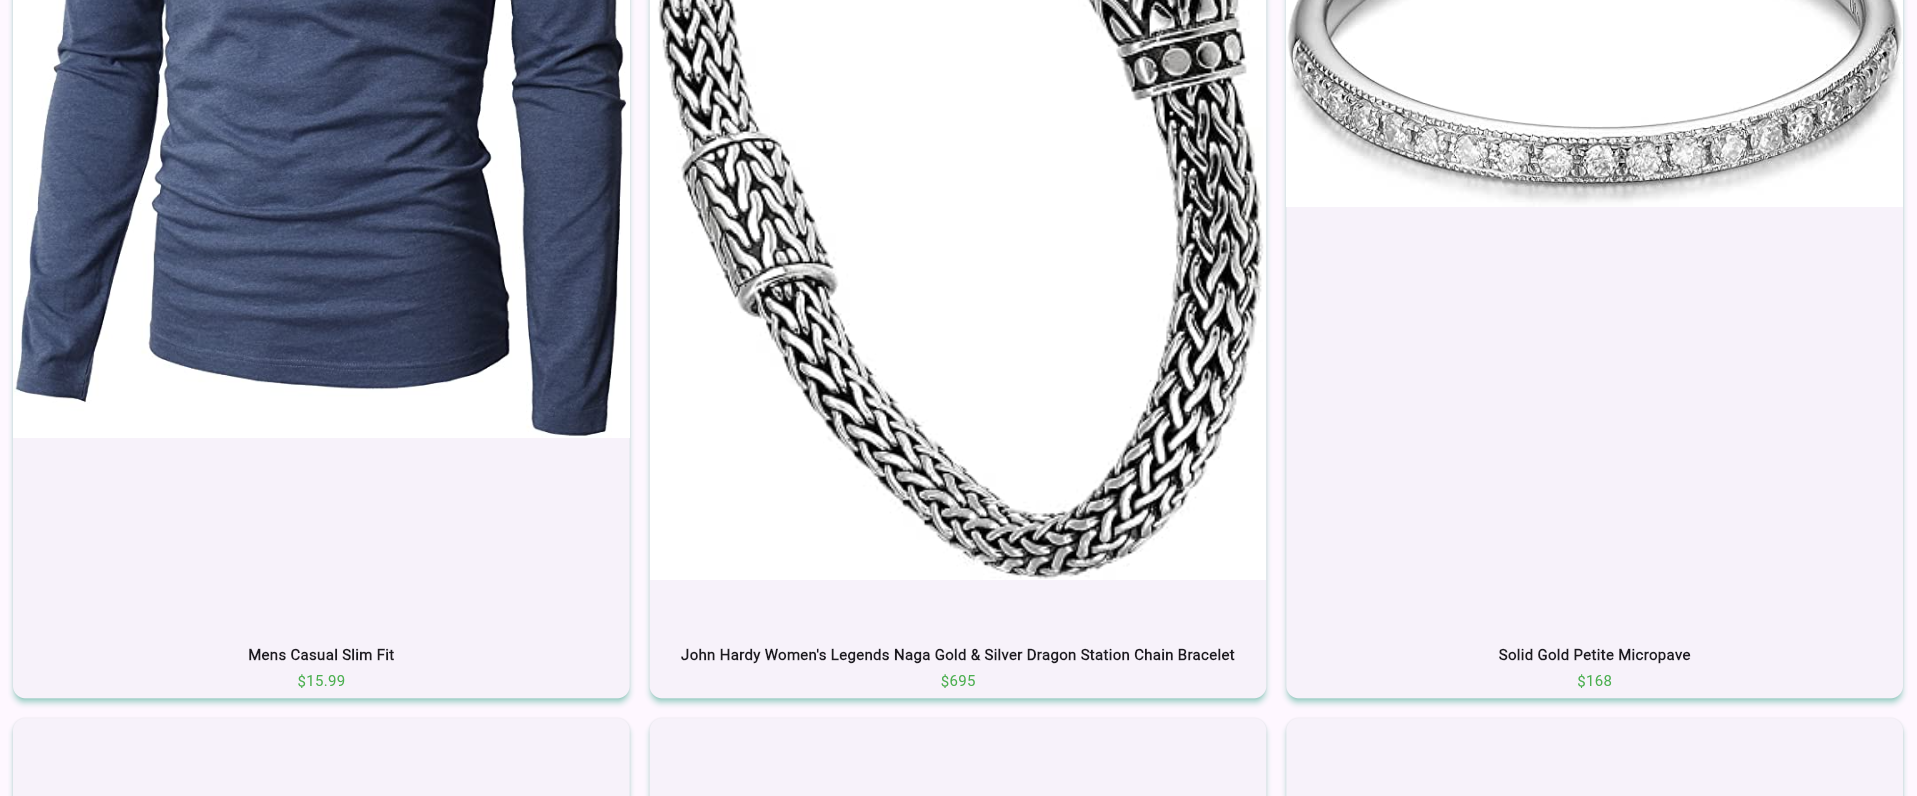 Mens Casual Slim Fit
$15.99
John Hardy Women's Legends Naga Gold & Silver Dragon Station Chain Bracelet
$695
Solid Gold Petite Micropave
$168